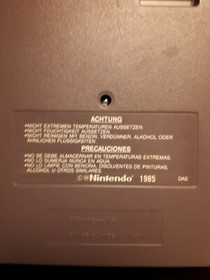 ACHTUNG
•NICHT EXTREMEN TEMPERATUREN AUSSETZEN
•NICHT FEUCHTIGKEIT AUSSETZEN
•NICHT REINIGEN MIT BENZIN, VERDÜNNER, ALKOHOL ODER
ÄHNLICHEN FLÜSSIGKEITEN
PRECAUCIONES
•NO SE DEBE ALMACERNAR EN TEMPERATURAS EXTREMAS
•NO LO SUMERJA NUNCA EN AGUA
•NO LIMPIE CON BENCINA, DISOLVENTES DE PINTURAS,
ALCOHOL U OTROS SIMILARES
Nintendo 1985 DAS